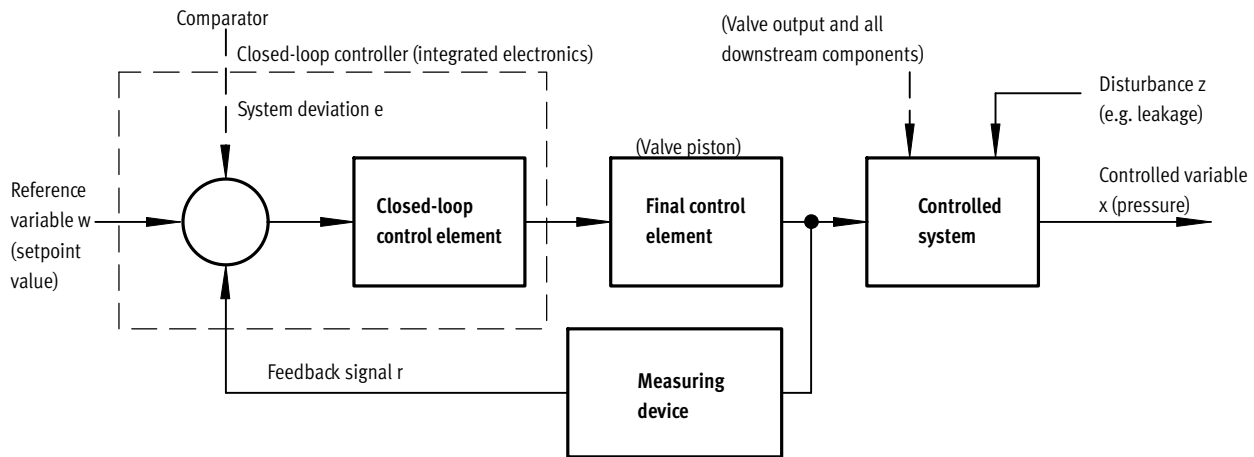 Comparator
Closed-loop controller (integrated electronics)
System deviation e
(Valve output and all
downstream components)
Disturbance z
(e.g. leakage)
(Valve piston)
Reference
variable w
(setpoint
value)
Closed-loop
control element
Final control
element
Controlled
system
Controlled variable
x (pressure)
Feedback signal r
Measuring
device